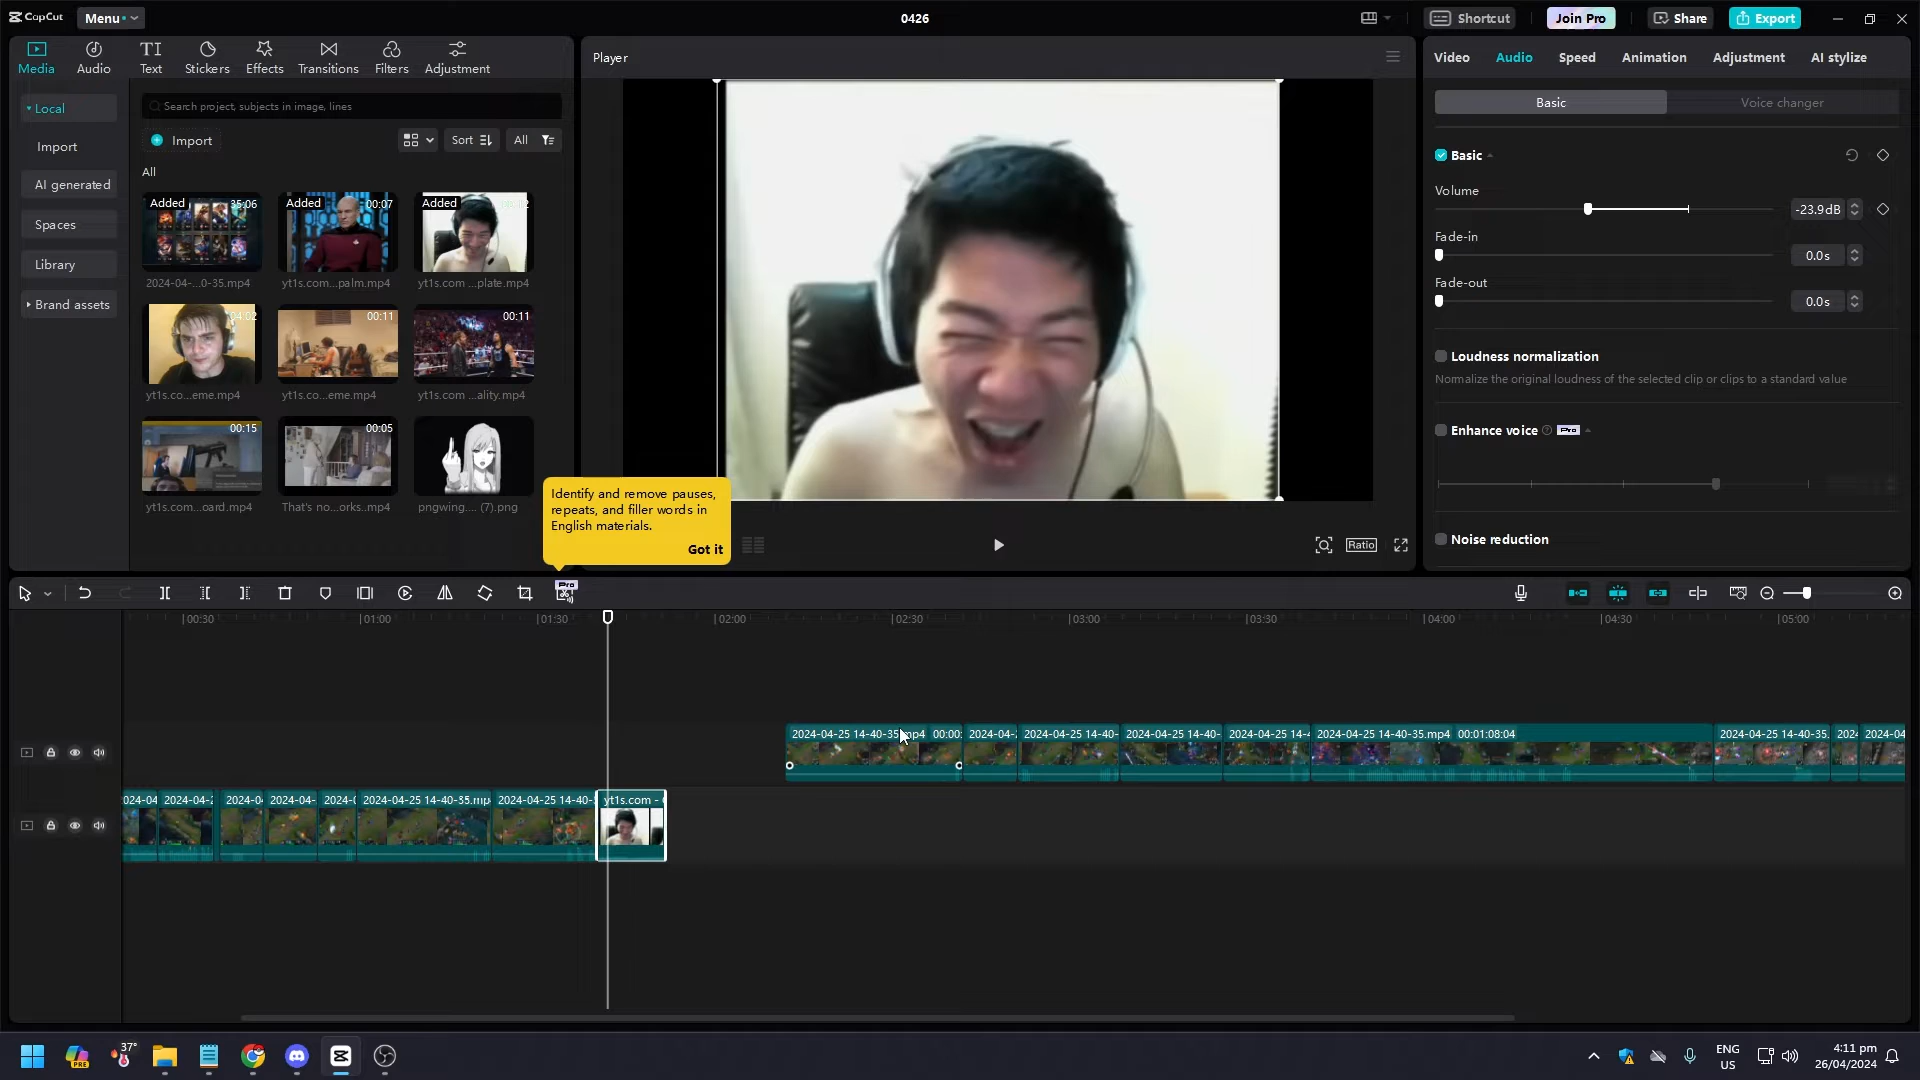 CapCut
Menu
0426
Shortcut
Join Pro
Share
Export
Media
Audio
Text
Stickers
Effects
Transitions
Filters
Adjustment
Local
Import
AI generated
Spaces
Library
Brand assets
Search project, subjects in image, lines
Import
Sort
All
All
Added 35:06
2024-04-...0-35.mp4
Added 00:07
yt1s.com...palm.mp4
Added
yt1s.com ...plate.mp4
04:02
yt1s.co...eme.mp4
00:11
yt1s.co...eme.mp4
00:11
yt1s.com ...ality.mp4
00:15
yt1s.com...oard.mp4
00:05
That's no...orks..mp4
pngwing.... (7).png
Identify and remove pauses,
repeats, and filler words in
English materials.
Got it
Player
Ratio
Video
Audio
Speed
Animation
Adjustment
AI stylize
Basic
Voice changer
Basic
Volume
-23.9dB
Fade-in
0.0s
Fade-out
0.0s
Loudness normalization
Normalize the original loudness of the selected clip or clips to a standard value
Enhance voice
Pro
Noise reduction
Pro
00:30
01:00
01:30
02:00
02:30
03:00
03:30
04:00
04:30
05:00
2024-04-25 14-40-35.mp4 00:00:
2024-04-2
2024-04-25 14-40-
2024-04-25 14-40-
2024-04-25 14-4
2024-04-25 14-40-35.mp4 00:01:08:04
2024-04-25 14-40-35.
2024
2024-04
024-04
2024-04-2
2024-04
2024-04-
2024-0
2024-04-25 14-40-35.mp
2024-04-25 14-40-
yt1s.com -
37°
PRE
ENG
US
4:11 pm
26/04/2024